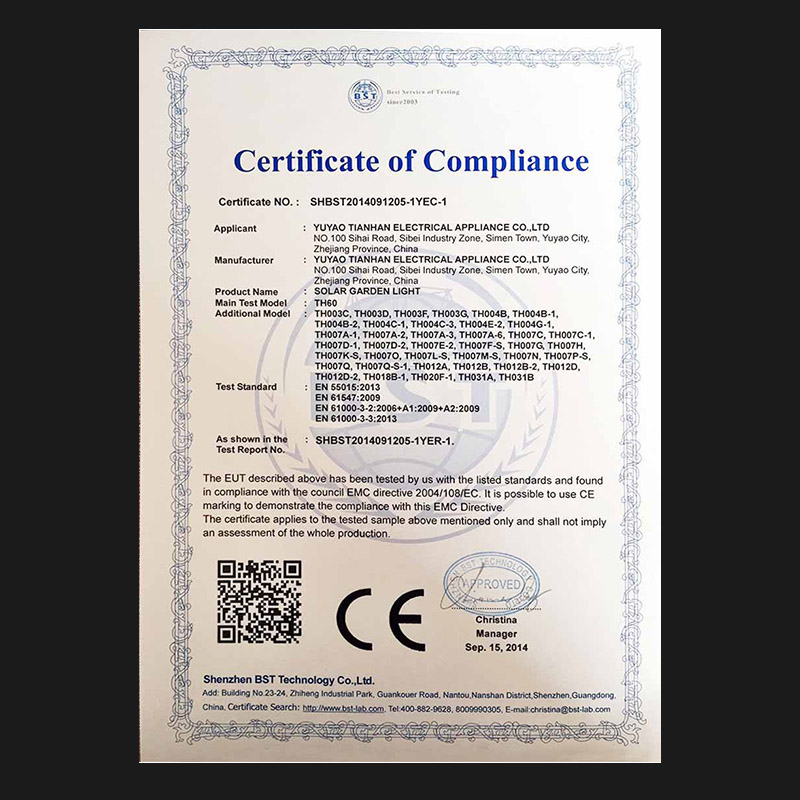 BST
Best Service of Testing
since2003
Certificate of Compliance
Certificate NO. : SHBST2014091205-1YEC-1
Applicant : YUYAO TIANHAN ELECTRICAL APPLIANCE CO.,LTD
NO.100 Sihai Road, Sibei Industry Zone, Simen Town, Yuyao City,
Zhejiang Province, China
Manufacturer : YUYAO TIANHAN ELECTRICAL APPLIANCE CO.,LTD
NO.100 Sihai Road, Sibei Industry Zone, Simen Town, Yuyao City,
Zhejiang Province, China
Product Name : SOLAR GARDEN LIGHT
Main Test Model : TH60
Additional Model : TH003C, TH003D, TH003F, TH003G, TH004B, TH004B-1,
TH004B-2, TH004C-1, TH004C-3, TH004E-2, TH004G-1,
TH007A-1, TH007A-2, TH007A-3, TH007A-6, TH007C, TH007C-1,
TH007D-1, TH007D-2, TH007E-2, TH007F-S, TH007G, TH007H,
TH007K-S, TH007O, TH007L-S, TH007M-S, TH007N, TH007P-S,
TH007Q, TH007Q-S-1, TH012A, TH012B, TH012B-2, TH012D,
TH012D-2, TH018B-1, TH020F-1, TH031A, TH031B
Test Standard : EN 55015:2013
EN 61547:2009
EN 61000-3-2:2006+A1:2009+A2:2009
EN 61000-3-3:2013
As shown in the : SHBST2014091205-1YER-1.
Test Report No.
The EUT described above has been tested by us with the listed standards and found
in compliance with the council EMC directive 2004/108/EC. It is possible to use CE
marking to demonstrate the compliance with this EMC Directive.
The certificate applies to the tested sample above mentioned only and shall not imply
an assessment of the whole production.
CE
BST TECHNOLOGY
APPROVED
Christina
Manager
Sep. 15, 2014
Shenzhen BST Technology Co.,Ltd.
Add: Building No.23-24, Zhiheng Industrial Park, Guankouer Road, Nantou,Nanshan District,Shenzhen,Guangdong,
China, Certificate Search: http://www.bst-lab.com, Tel:400-882-9628, 8009990305, E-mail:christina@bst-lab.com